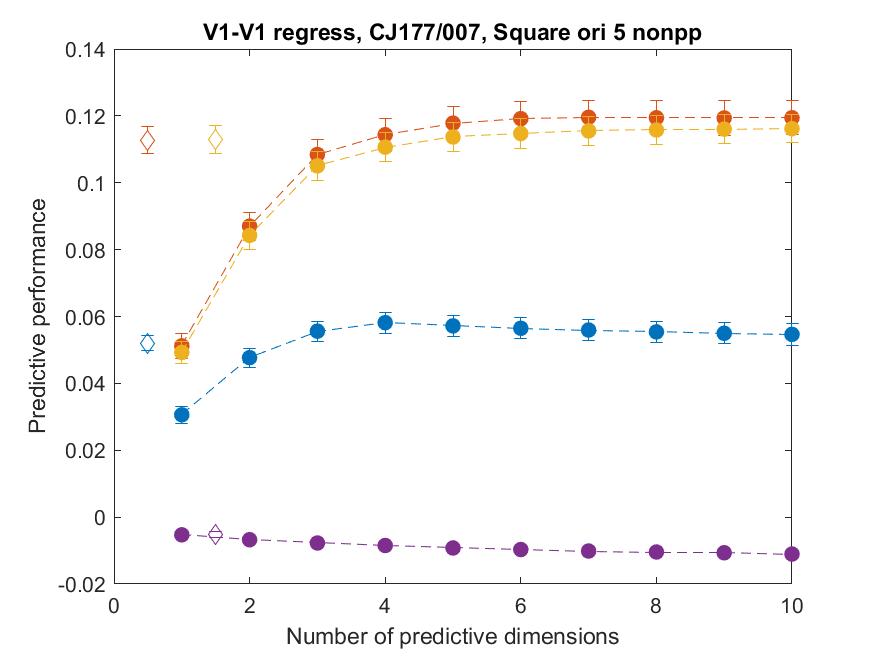 V1-V1 regress, CJ177/007, Square ori 5 nonpp
0.14
0.12
0.1
0.08
0.06
0.04
0.02
0
-0.02
Predictive performance
0 2 4 6 8 10
Number of predictive dimensions